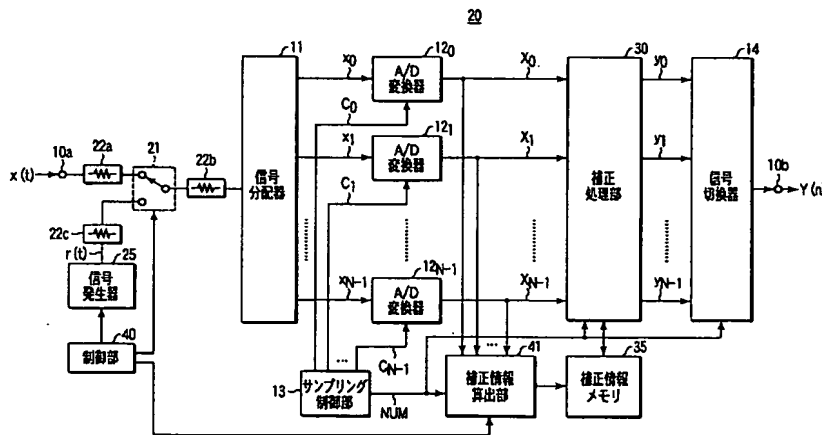 20
11
信号
分配器
x0
C0
120
A/D
変換器
X0
30
補正
処理部
y0
14
信号
切換器
x(t)
10a
22a
21
22b
x1
C1
121
A/D
変換器
X1
y1
10b
Y(n
22c
r(t)
25
信号
発生器
xN-1
12N-1
A/D
変換器
XN-1
yN-1
40
制御部
...
CN-1
13
サンプリング
制御部
NUM
...
41
補正情報
算出部
35
補正情報
メモリ